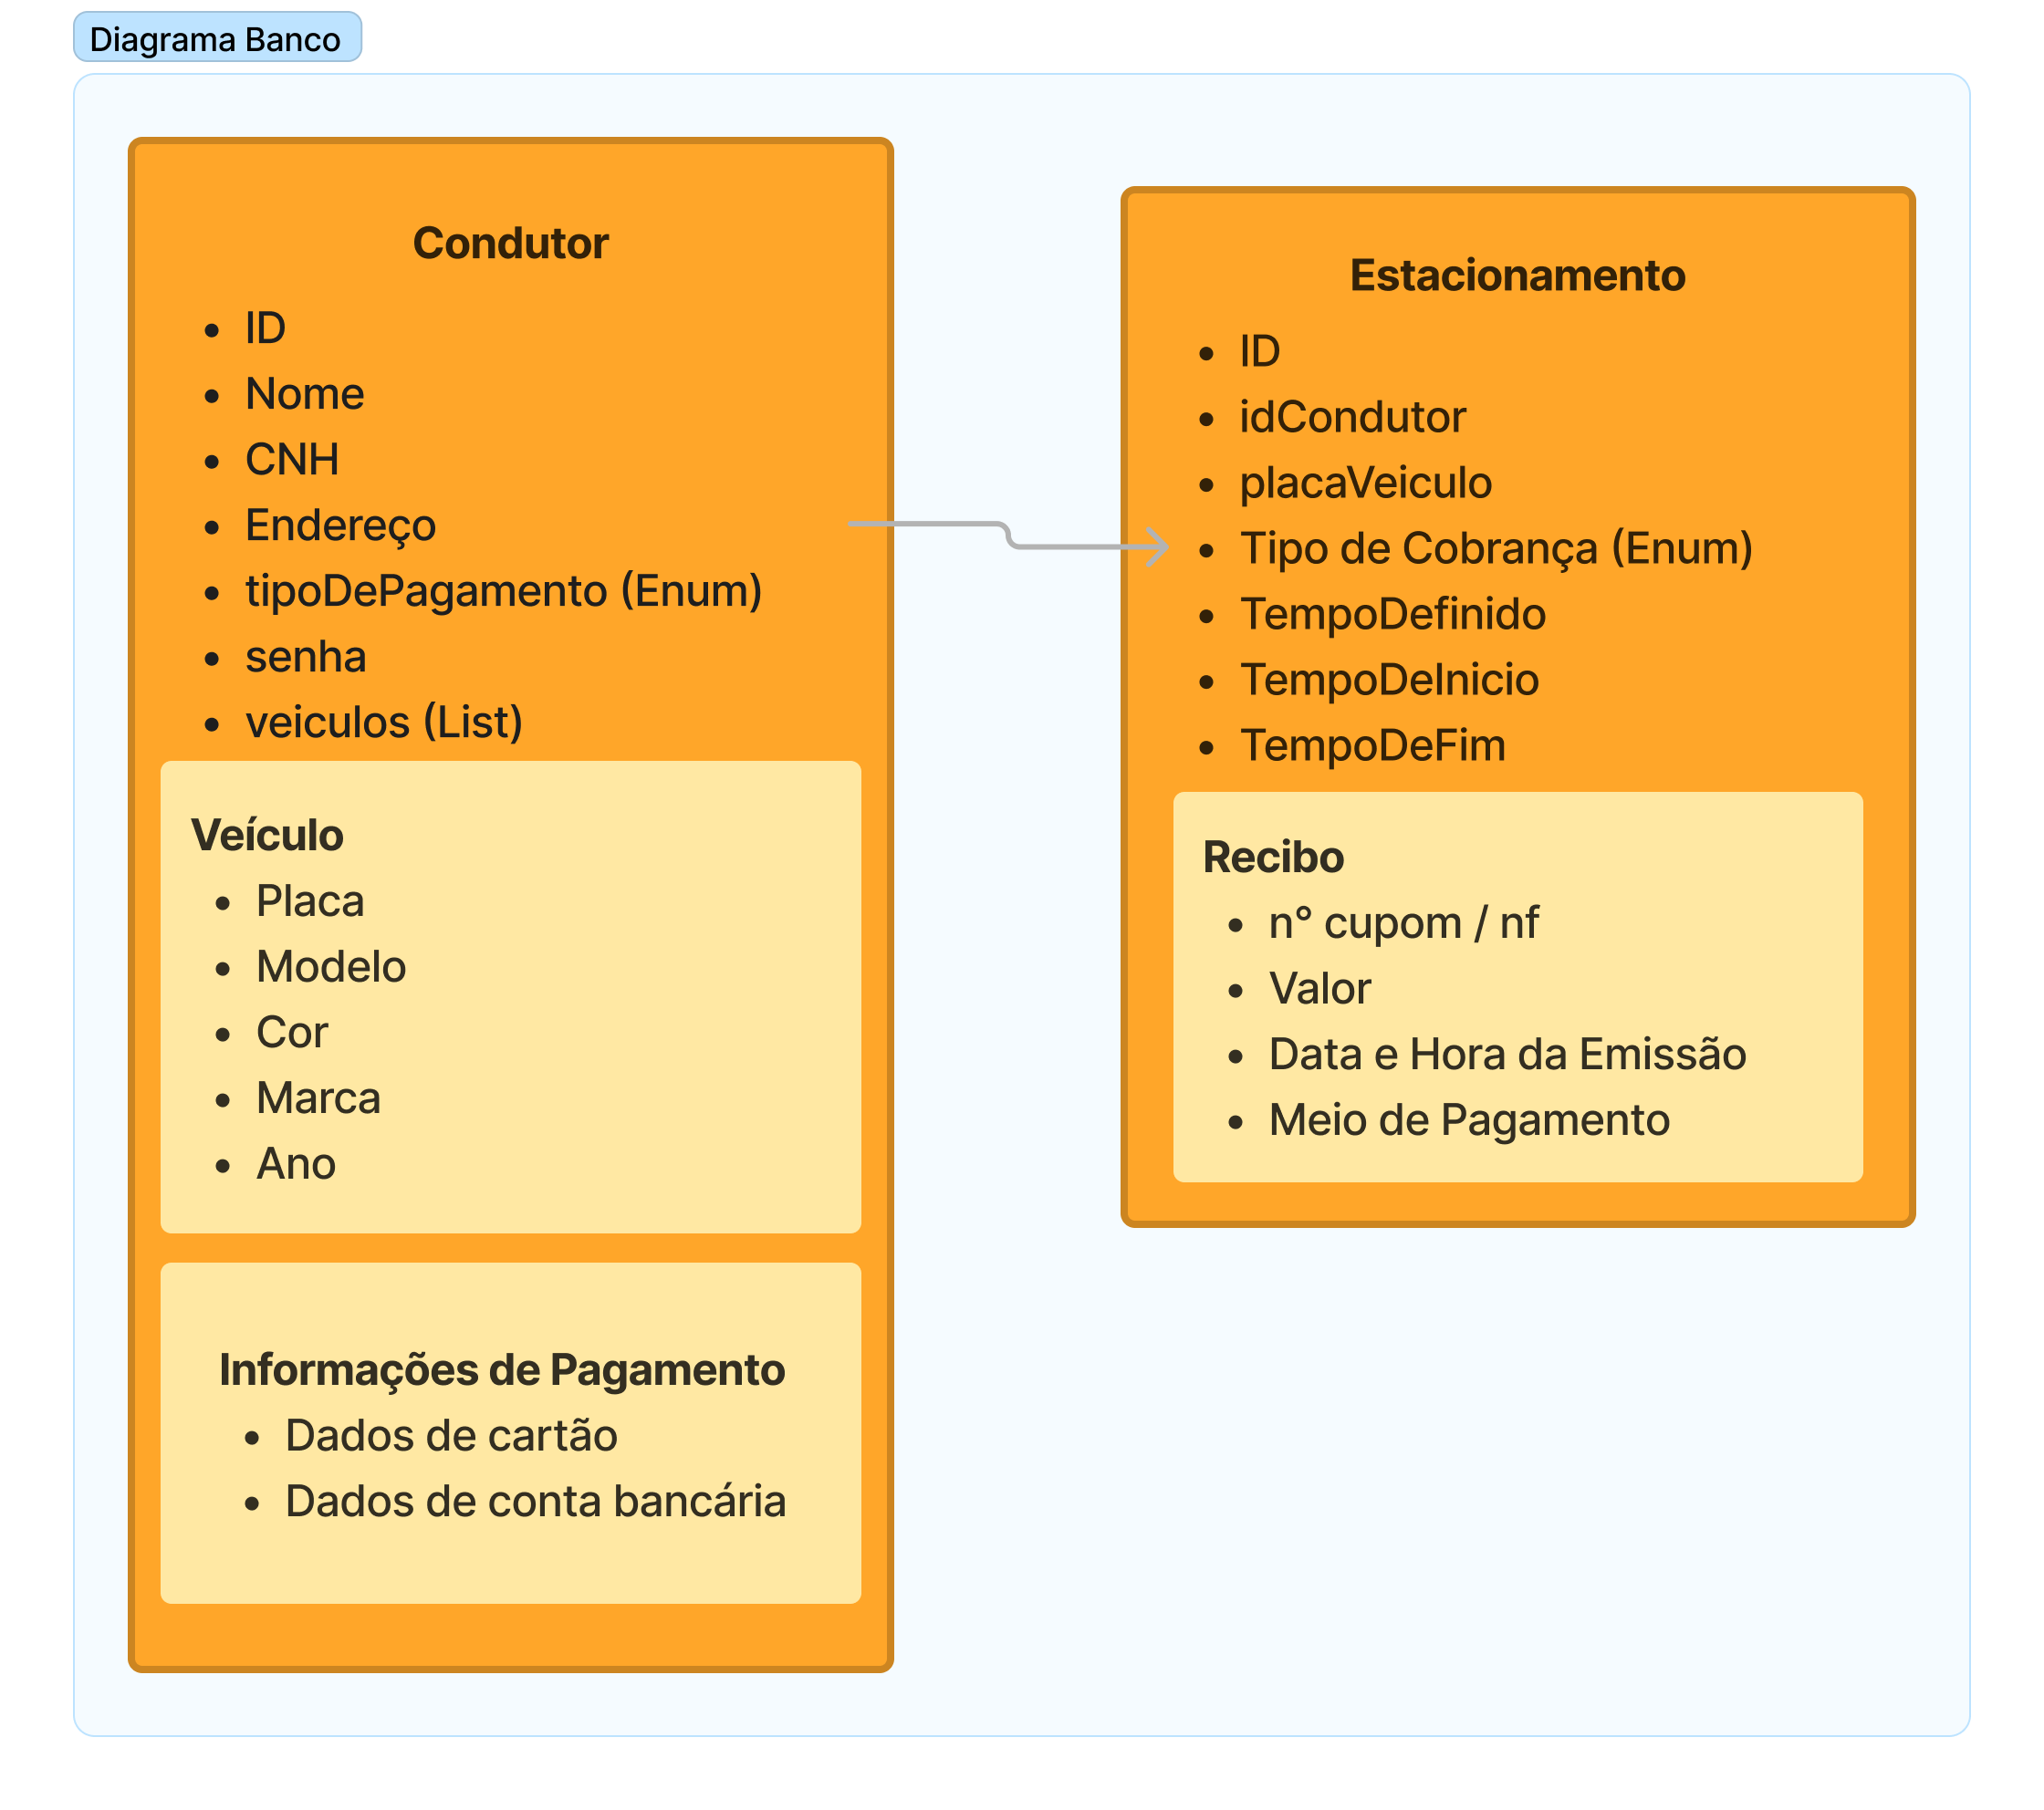 Diagrama Banco
Condutor
• ID
• Nome
• CNH
• Endereço
• tipoDePagamento (Enum)
• senha
• veiculos (List)
Veículo
• Placa
• Modelo
• Cor
• Marca
• Ano
Informações de Pagamento
• Dados de cartão
• Dados de conta bancária
Estacionamento
• ID
• idCondutor
• placaVeiculo
• Tipo de Cobrança (Enum)
• TempoDefinido
• TempoDeInicio
• TempoDeFim
Recibo
• n° cupom / nf
• Valor
• Data e Hora da Emissão
• Meio de Pagamento